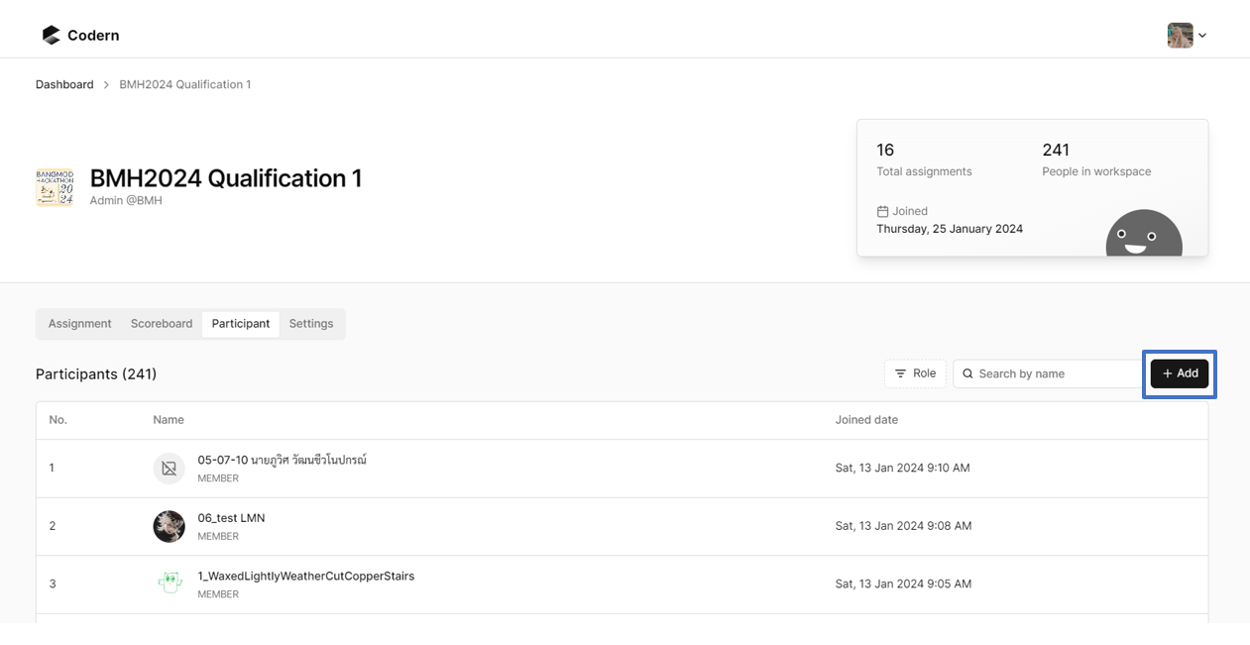 Codern
Dashboard > BMH2024 Qualification 1
BANGMOD
HACKATHON
20
24
BMH2024 Qualification 1
Admin @BMH
16
Total assignments
241
People in workspace
Joined
Thursday, 25 January 2024
Assignment Scoreboard Participant Settings
Participants (241)
Role
Search by name
+ Add
No. Name Joined date
1
05-07-10 นายภูวิศ วัฒนชีวโนปกรณ์
MEMBER
Sat, 13 Jan 2024 9:10 AM
2
06_test LMN
MEMBER
Sat, 13 Jan 2024 9:08 AM
3
1_WaxedLightlyWeatherCutCopperStairs
MEMBER
Sat, 13 Jan 2024 9:05 AM